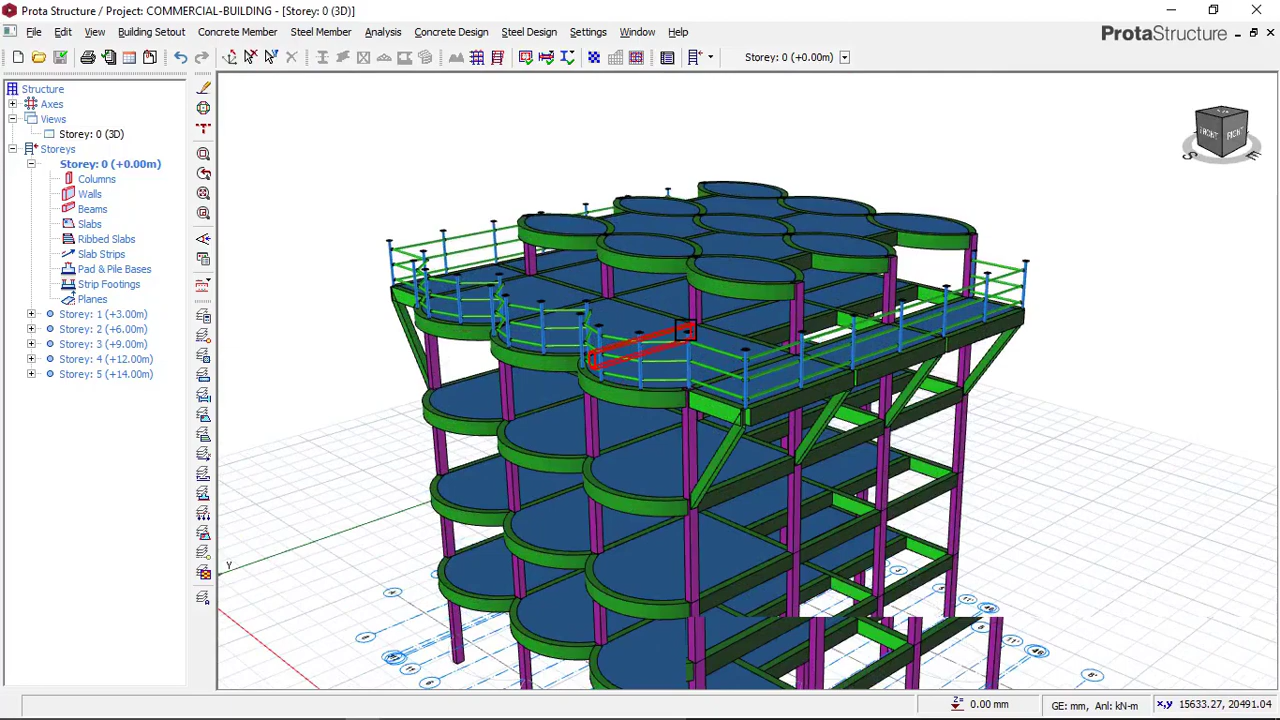 Prota Structure / Project: COMMERCIAL-BUILDING - [Storey: 0 (3D)]
File Edit View Building Setout Concrete Member Steel Member Analysis Concrete Design Steel Design Settings Window Help
ProtaStructure
Storey: 0 (+0.00m)
Structure
Axes
Views
Storey: 0 (3D)
Storeys
Storey: 0 (+0.00m)
Columns
Walls
Beams
Slabs
Ribbed Slabs
Slab Strips
Pad & Pile Bases
Strip Footings
Planes
Storey: 1 (+3.00m)
Storey: 2 (+6.00m)
Storey: 3 (+9.00m)
Storey: 4 (+12.00m)
Storey: 5 (+14.00m)
FRONT RIGHT
S E
Y
Z= 0.00 mm GE: mm, Anl: kN-m x,y 15633.27, 20491.04